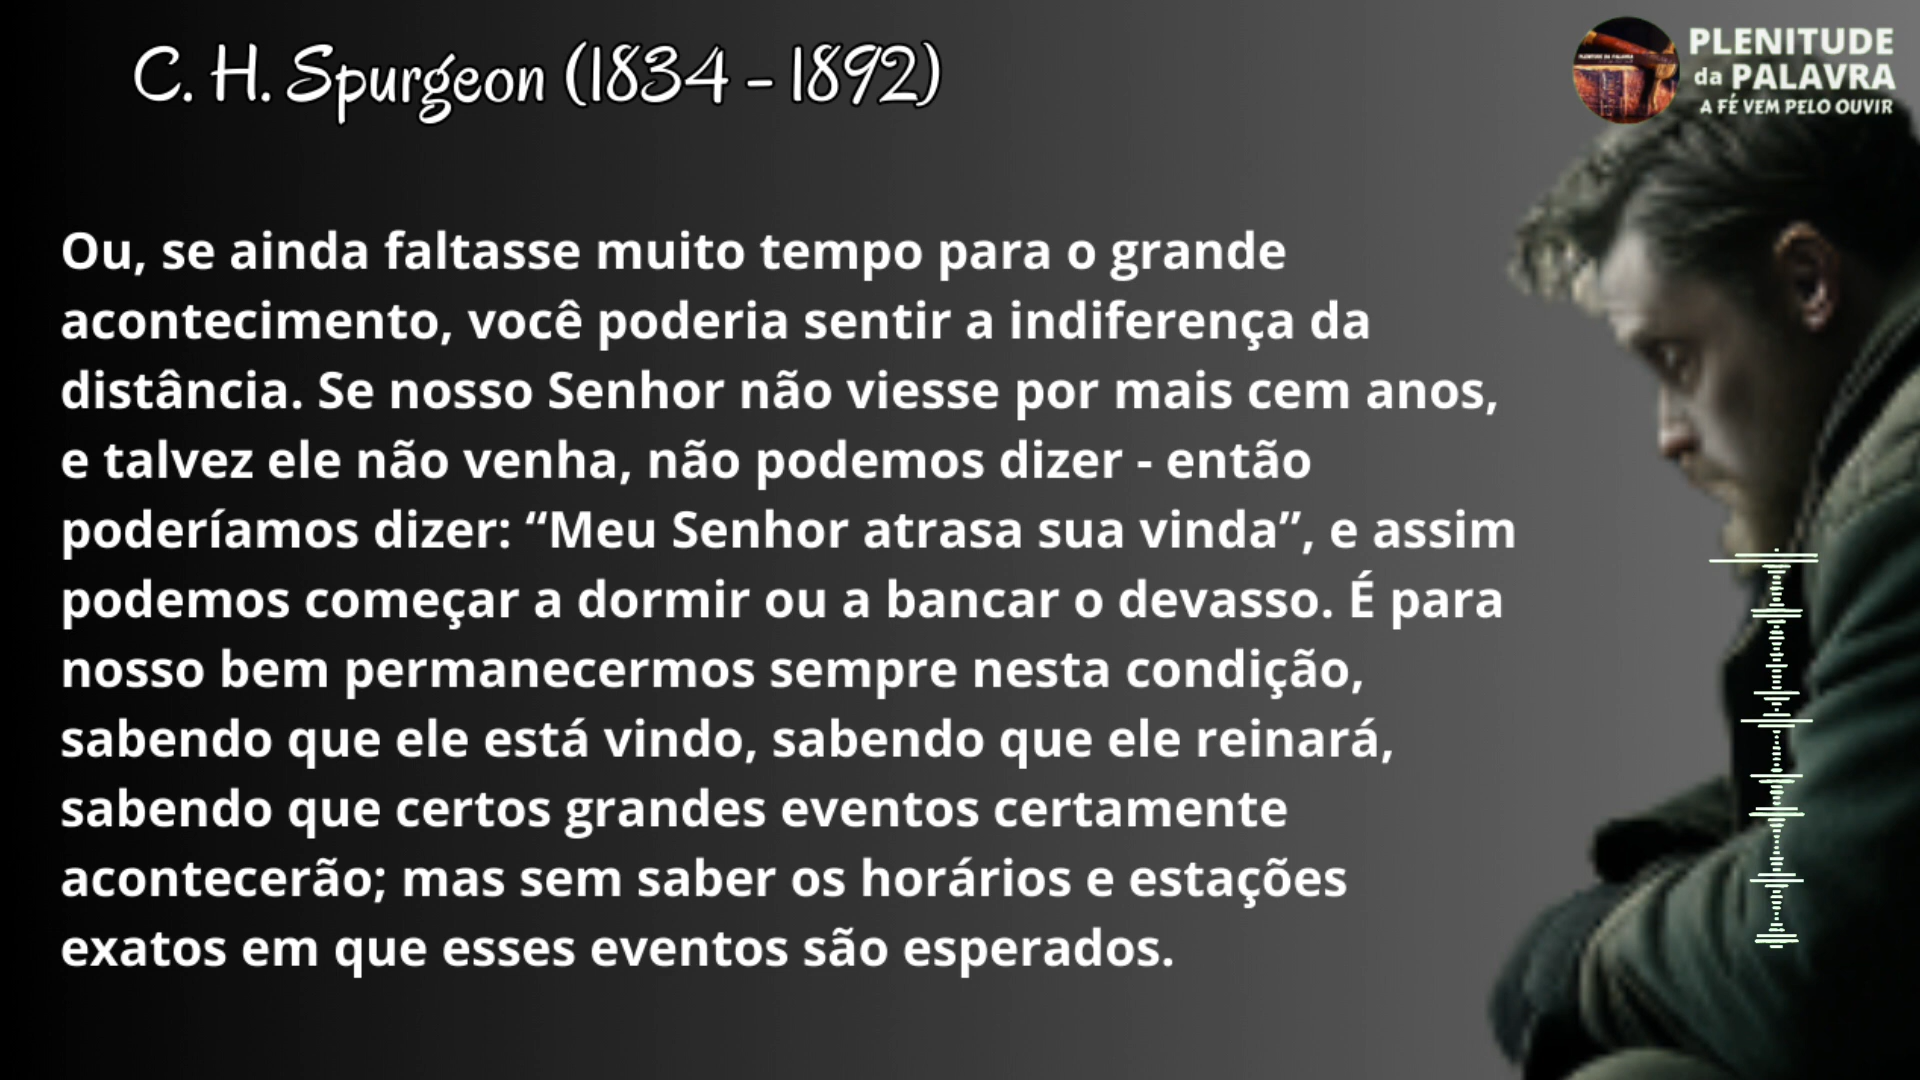 C. H. Spurgeon (1834 - 1892)
PLENITUDE
da PALAVRA
A FÉ VEM PELO OUVIR
Ou, se ainda faltasse muito tempo para o grande
acontecimento, você poderia sentir a indiferença da
distância. Se nosso Senhor não viesse por mais cem anos,
e talvez ele não venha, não podemos dizer - então
poderíamos dizer: “Meu Senhor atrasa sua vinda”, e assim
podemos começar a dormir ou a bancar o devasso. É para
nosso bem permanecermos sempre nesta condição,
sabendo que ele está vindo, sabendo que ele reinará,
sabendo que certos grandes eventos certamente
acontecerão; mas sem saber os horários e estações
exatos em que esses eventos são esperados.